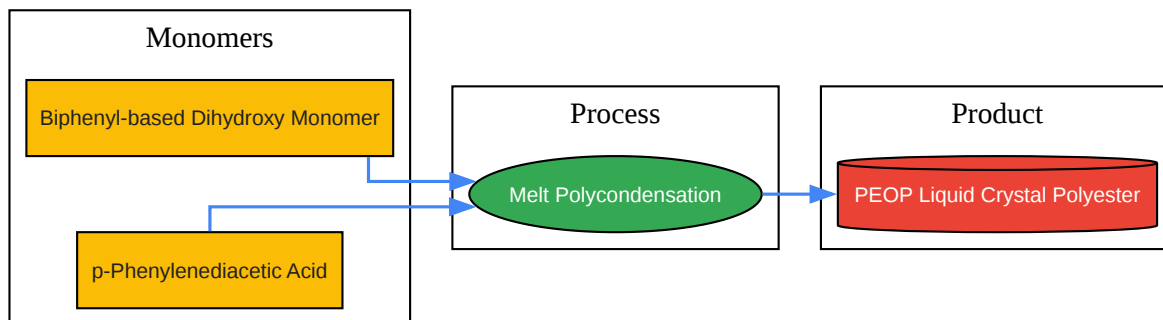 Monomers
Biphenyl-based Dihydroxy Monomer
p-Phenylenediacetic Acid
Process
Melt Polycondensation
Product
PEOP Liquid Crystal Polyester